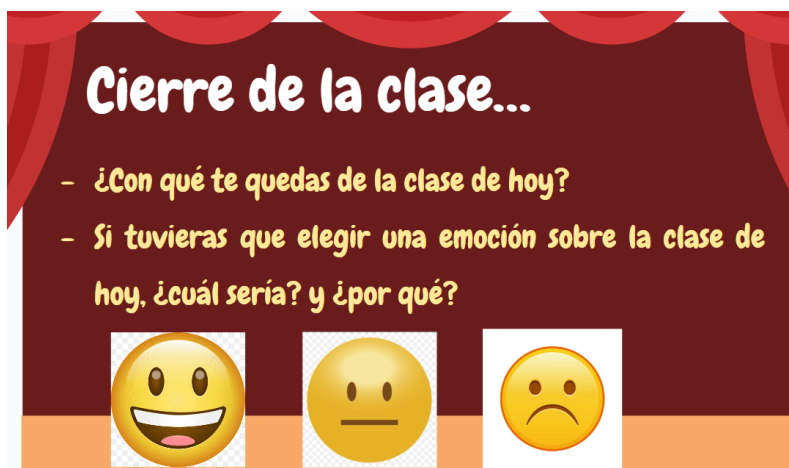 Cierre de la clase...
- ¿Con qué te quedas de la clase de hoy?
- Si tuvieras que elegir una emoción sobre la clase de
hoy, ¿cuál sería? y ¿por qué?